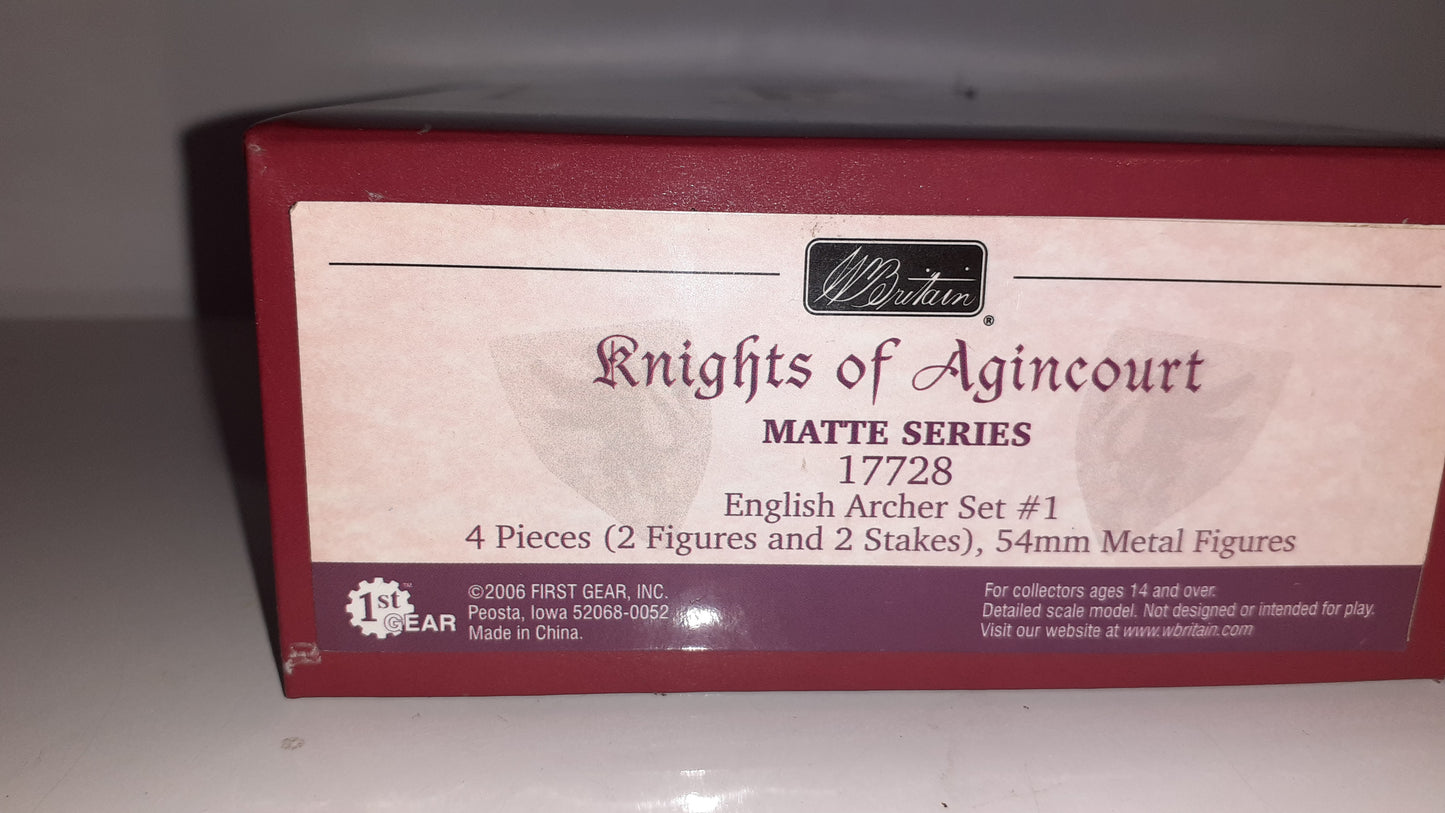 WBritain®
Knights of Agincourt
MATTE SERIES
17728
English Archer Set #1
4 Pieces (2 Figures and 2 Stakes), 54mm Metal Figures
1st GEAR™
©2006 FIRST GEAR, INC.
Peosta, Iowa 52068-0052
Made in China.
For collectors ages 14 and over.
Detailed scale model. Not designed or intended for play.
Visit our website at www.wbritain.com